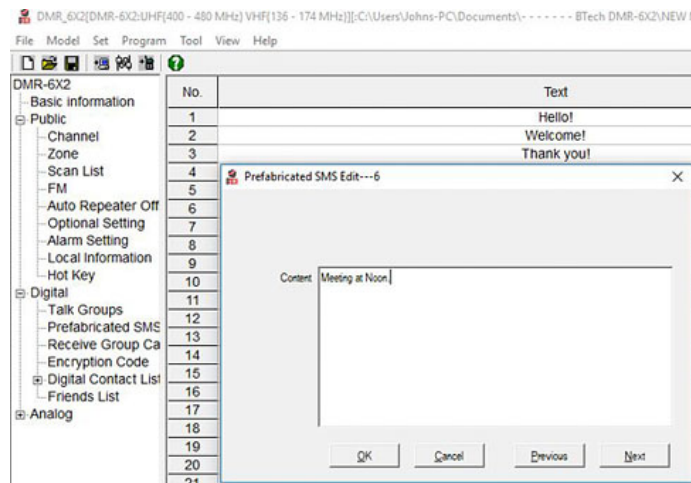 DMR_6X2[DMR-6X2:UHF{400 - 480 MHz} VHF{136 - 174 MHz}][-:C:\Users\Johns-PC\Documents\- - - - - - - BTech DMR-6X2\NEW
File Model Set Program Tool View Help
DMR-6X2
Basic information
Public
Channel
Zone
Scan List
FM
Auto Repeater Off
Optional Setting
Alarm Setting
Local Information
Hot Key
Digital
Talk Groups
Prefabricated SMS
Receive Group Ca
Encryption Code
Digital Contact List
Friends List
Analog
No. Text
1 Hello!
2 Welcome!
3 Thank you!
4
5
6
7
8
9
10
11
12
13
14
15
16
17
18
19
20
21
Prefabricated SMS Edit---6
Content Meeting at Noon.
OK Cancel Previous Next